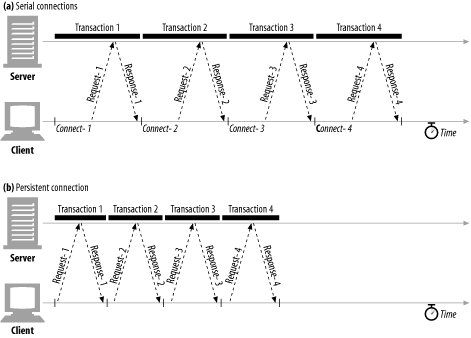 (a) Serial connections
Transaction 1 Transaction 2 Transaction 3 Transaction 4
Server
Request- 1 Response- 1 Request- 2 Response- 2 Request- 3 Response- 3 Request- 4 Response- 4
Connect- 1 Connect- 2 Connect- 3 Connect- 4
Client
Time
(b) Persistent connection
Transaction 1 Transaction 2 Transaction 3 Transaction 4
Server
Request- 1 Response- 1 Request- 2 Response- 2 Request- 3 Response- 3 Request- 4 Response- 4
Client
Time